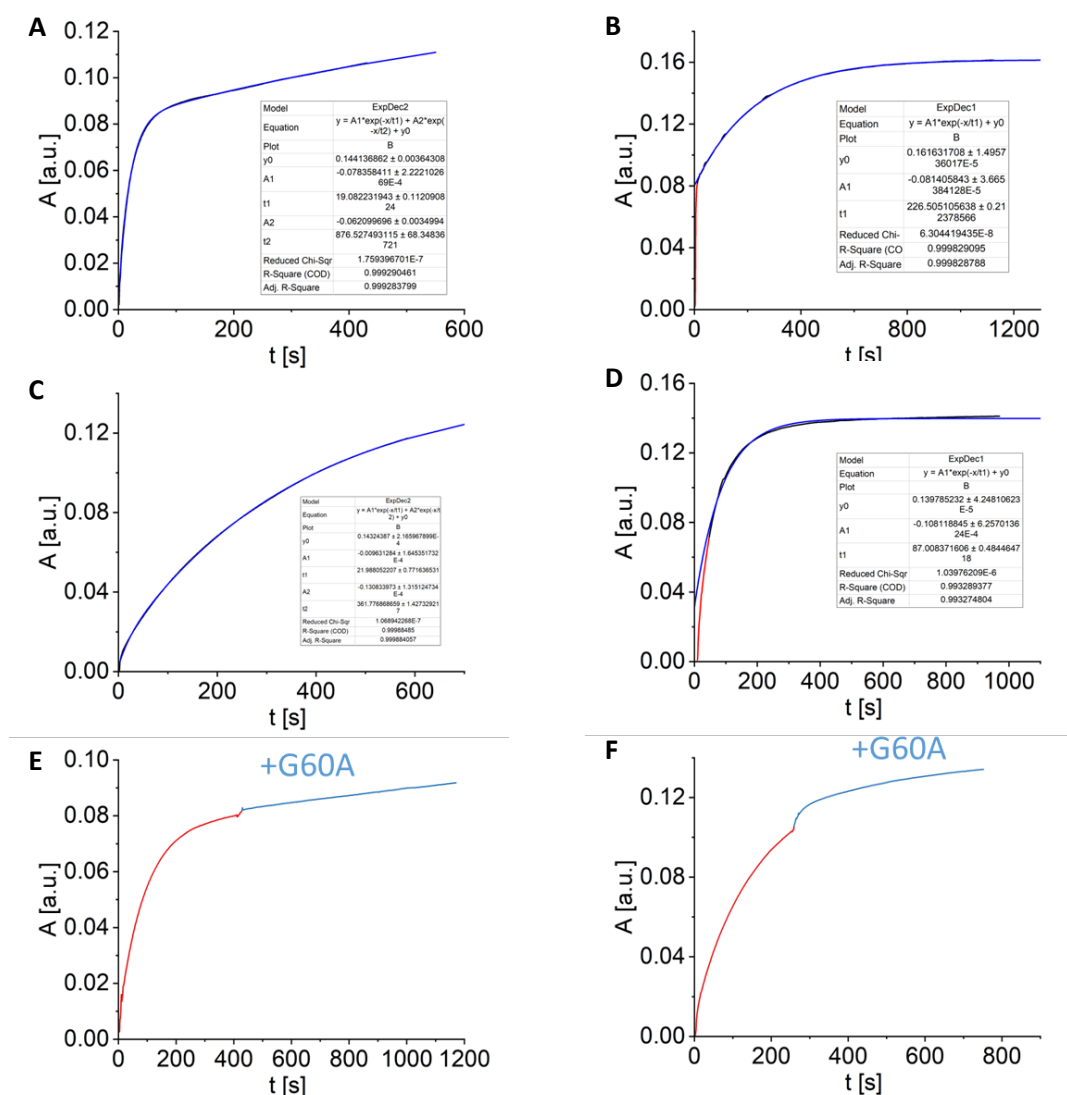 A
0.12
0.10
0.08
0.06
0.04
0.02
0.00
A [a.u.]
0
200
400
600
t [s]
Model ExpDec2
Equation y = A1*exp(-x/t1) + A2*exp(
-x/t2) + y0
Plot B
y0 0.144136862 ± 0.00364308
A1 -0.078358411 ± 2.2221026
69E-4
t1 19.082231943 ± 0.1120908
24
A2 -0.062099696 ± 0.0034994
t2 876.527493115 ± 68.34836
721
Reduced Chi-Sqr 1.759396701E-7
R-Square (COD) 0.999290461
Adj. R-Square 0.999283799
B
0.16
0.12
0.08
0.04
0.00
A [a.u.]
0
400
800
1200
t [s]
Model ExpDec1
Equation y = A1*exp(-x/t1) + y0
Plot B
y0 0.161631708 ± 1.4957
36017E-5
A1 -0.081405843 ± 3.665
384128E-5
t1 226.505105638 ± 0.21
2378566
Reduced Chi- 6.304419435E-8
R-Square (CO 0.999829095
Adj. R-Square 0.999828788
C
0.12
0.08
0.04
0.00
A [a.u.]
0
200
400
600
t [s]
Model ExpDec2
Equation y = A1*exp(-x/t1) + A2*exp(-x/t
2) + y0
Plot B
y0 0.14324387 ± 2.165967899E-
4
A1 -0.009631284 ± 1.645351732
E-4
t1 21.988052207 ± 0.771636531
A2 -0.130833973 ± 1.315124734
E-4
t2 361.776868659 ± 1.42732921
7
Reduced Chi-Sqr 1.068942268E-7
R-Square (COD) 0.99988485
Adj. R-Square 0.999884057
D
0.16
0.12
0.08
0.04
0.00
A [a.u.]
0
200
400
600
800
1000
t [s]
Model ExpDec1
Equation y = A1*exp(-x/t1) + y0
Plot B
y0 0.139785232 ± 4.24810623
E-5
A1 -0.108118845 ± 6.2570136
24E-4
t1 87.008371606 ± 0.4844647
18
Reduced Chi-Sqr 1.03976209E-6
R-Square (COD) 0.993289377
Adj. R-Square 0.993274804
E
+G60A
0.10
0.08
0.06
0.04
0.02
0.00
A [a.u.]
0
200
400
600
800
1000
1200
t [s]
F
+G60A
0.12
0.08
0.04
0.00
A [a.u.]
0
200
400
600
800
t [s]